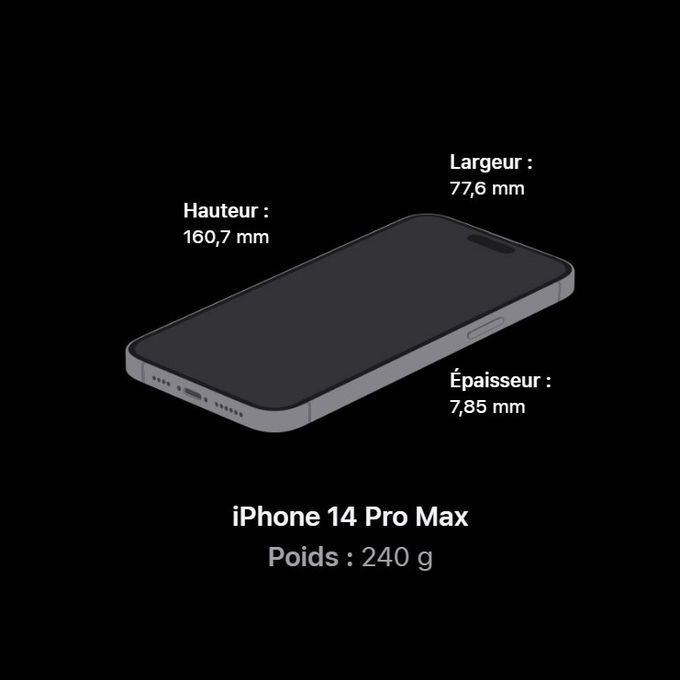 Largeur :
77,6 mm
Hauteur :
160,7 mm
Épaisseur :
7,85 mm
iPhone 14 Pro Max
Poids : 240 g